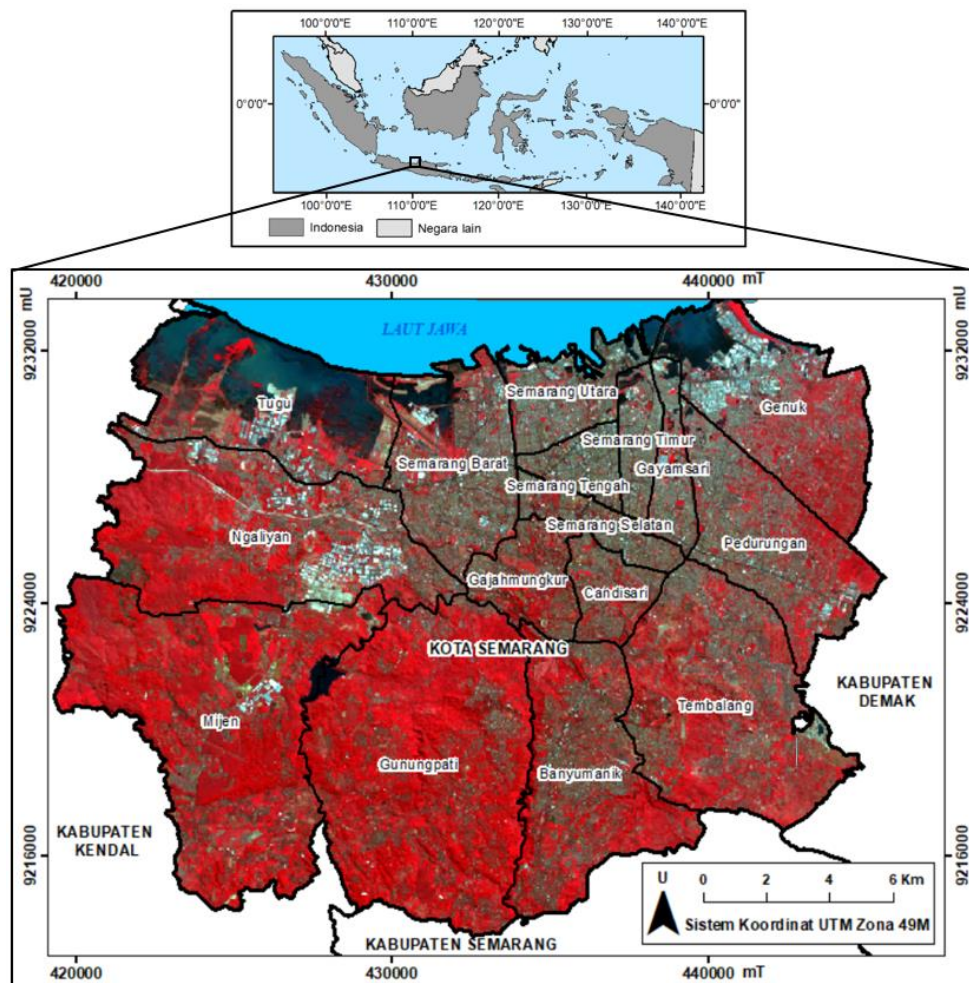 100°0'0"E 110°0'0"E 120°0'0"E 130°0'0"E 140°0'0"E
0°0'0" 0°0'0"
100°0'0"E 110°0'0"E 120°0'0"E 130°0'0"E 140°0'0"E
Indonesia Negara lain
420000 430000 440000 mT
mU mU
9232000 9232000
LAUT JAWA
Tugu
Semarang Utara
Genuk
Semarang Timur
Semarang Barat
Gayamsari
Semarang Tengah
Semarang Selatan
Ngaliyan
Pedurungan
Gajahmungkur
Candisari
9224000 9224000
KOTA SEMARANG
KABUPATEN
DEMAK
Tembalang
Mijen
Gunungpati
Banyumanik
KABUPATEN
KENDAL
9216000 9216000
U 0 2 4 6 Km
Sistem Koordinat UTM Zona 49M
KABUPATEN SEMARANG
420000 430000 440000 mT